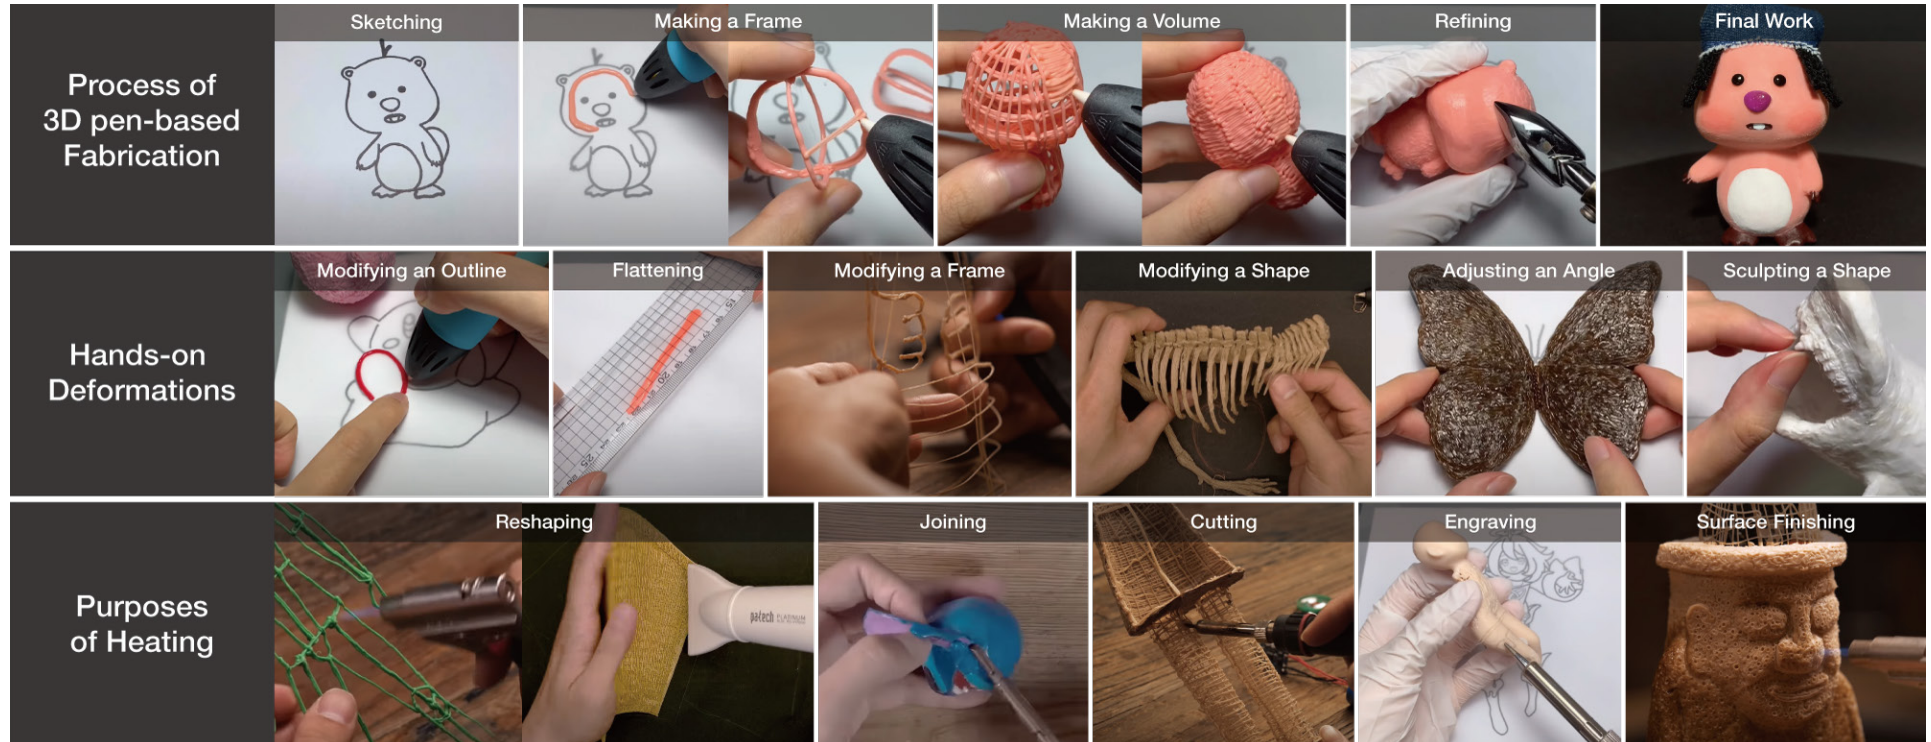 Process of
3D pen-based
Fabrication
Sketching
Making a Frame
Making a Volume
Refining
Final Work
Hands-on
Deformations
Modifying an Outline
Flattening
Modifying a Frame
Modifying a Shape
Adjusting an Angle
Sculpting a Shape
Purposes
of Heating
Reshaping
Joining
Cutting
Engraving
Surface Finishing